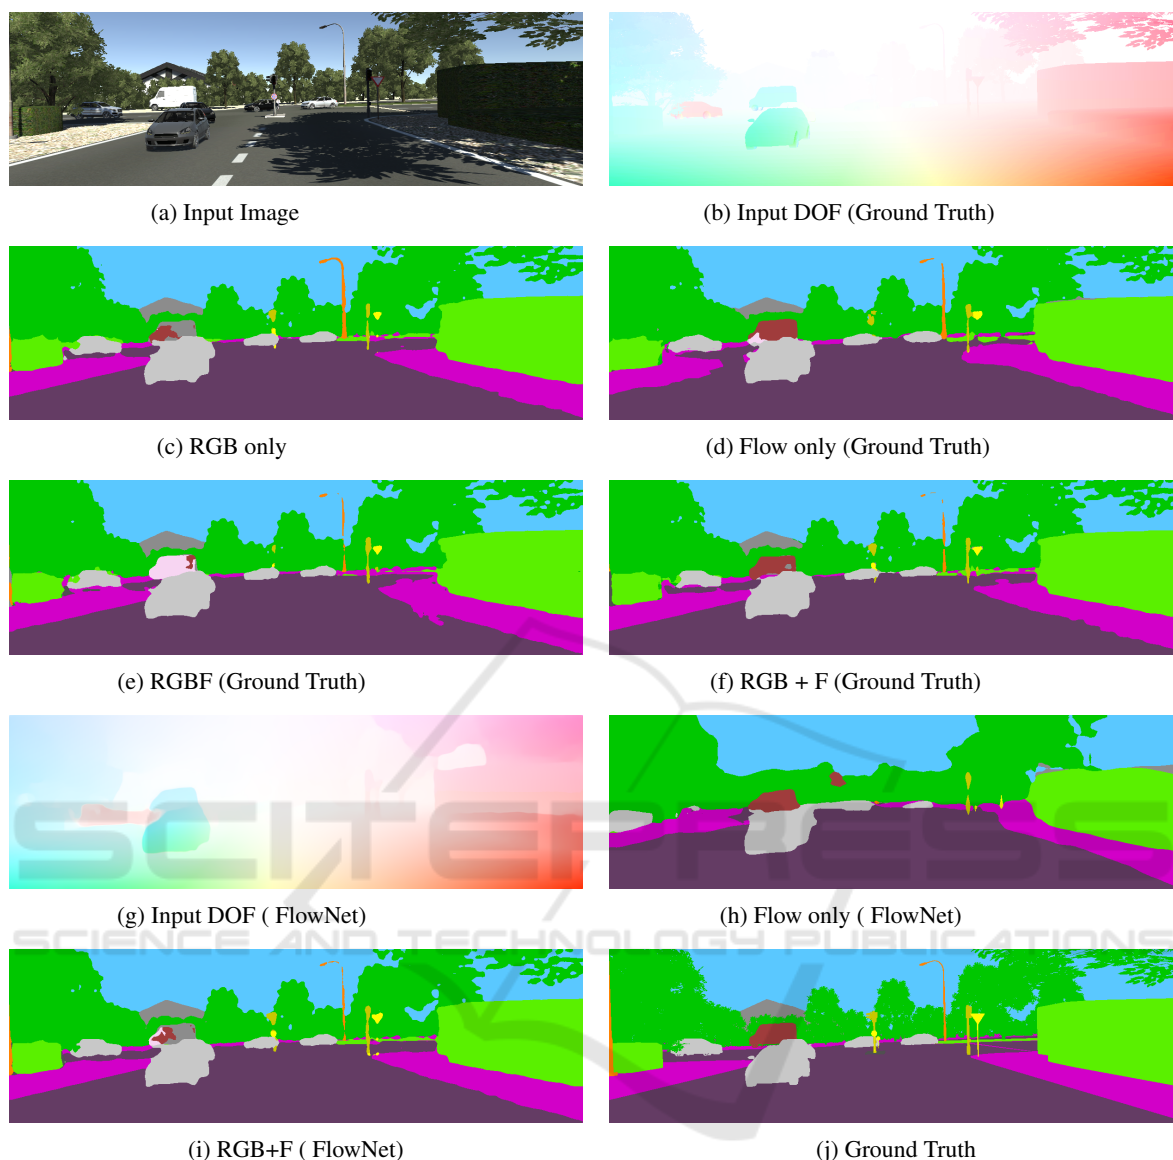 (a) Input Image
(b) Input DOF (Ground Truth)
(c) RGB only
(d) Flow only (Ground Truth)
(e) RGBF (Ground Truth)
(f) RGB + F (Ground Truth)
(g) Input DOF ( FlowNet)
(h) Flow only ( FlowNet)
SCITEPRESS
SCIENCE AND TECHNOLOGY PUBLICATIONS
(i) RGB+F ( FlowNet)
(j) Ground Truth